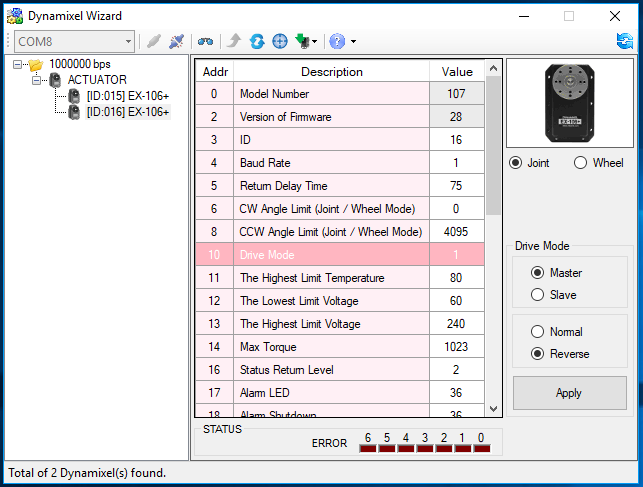 Dynamixel Wizard
COM8
1000000 bps
ACTUATOR
[ID:015] EX-106+
[ID:016] EX-106+
Addr Description Value
0 Model Number 107
2 Version of Firmware 28
3 ID 16
4 Baud Rate 1
5 Return Delay Time 75
6 CW Angle Limit (Joint / Wheel Mode) 0
8 CCW Angle Limit (Joint / Wheel Mode) 4095
10 Drive Mode 1
11 The Highest Limit Temperature 80
12 The Lowest Limit Voltage 60
13 The Highest Limit Voltage 240
14 Max Torque 1023
16 Status Return Level 2
17 Alarm LED 36
18 Alarm Shutdown 36
STATUS
ERROR 6 5 4 3 2 1 0
EX-106+
Joint Wheel
Drive Mode
Master
Slave
Normal
Reverse
Apply
Total of 2 Dynamixel(s) found.